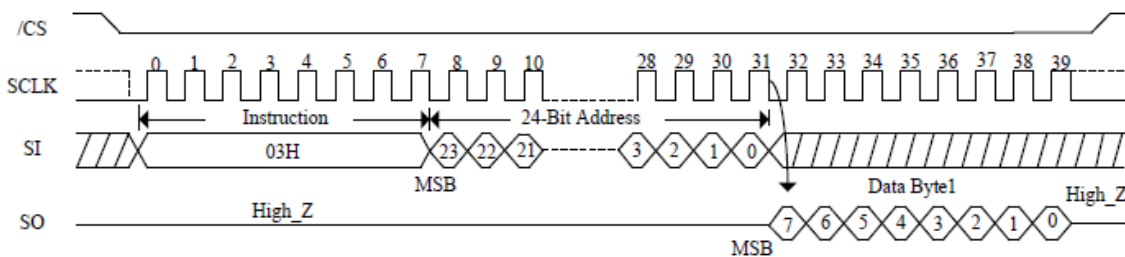 /CS
0 1 2 3 4 5 6 7 8 9 10 28 29 30 31 32 33 34 35 36 37 38 39
SCLK
Instruction 24-Bit Address
SI 03H 23 22 21 3 2 1 0
MSB Data Byte1
High_Z High_Z
SO 7 6 5 4 3 2 1 0
MSB